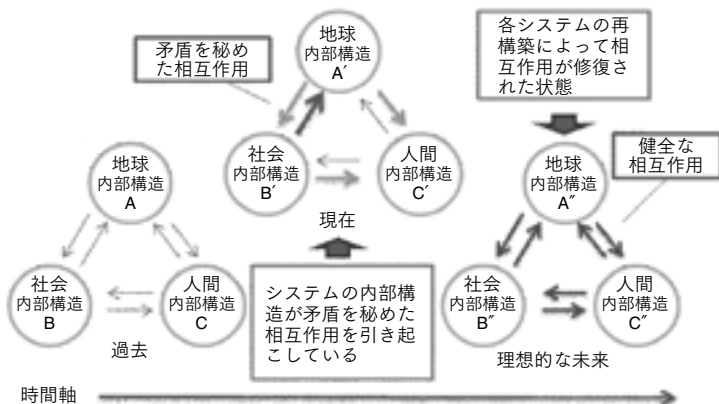 矛盾を秘め
た相互作用
地球
内部構造
A′
社会
内部構造
B′
人間
内部構造
C′
現在
各システムの再
構築によって相
互作用が修復さ
れた状態
健全な
相互作用
地球
内部構造
A
社会
内部構造
B
人間
内部構造
C
過去
システムの内部構
造が矛盾を秘めた
相互作用を引き起
こしている
地球
内部構造
A″
社会
内部構造
B″
人間
内部構造
C″
理想的な未来
時間軸